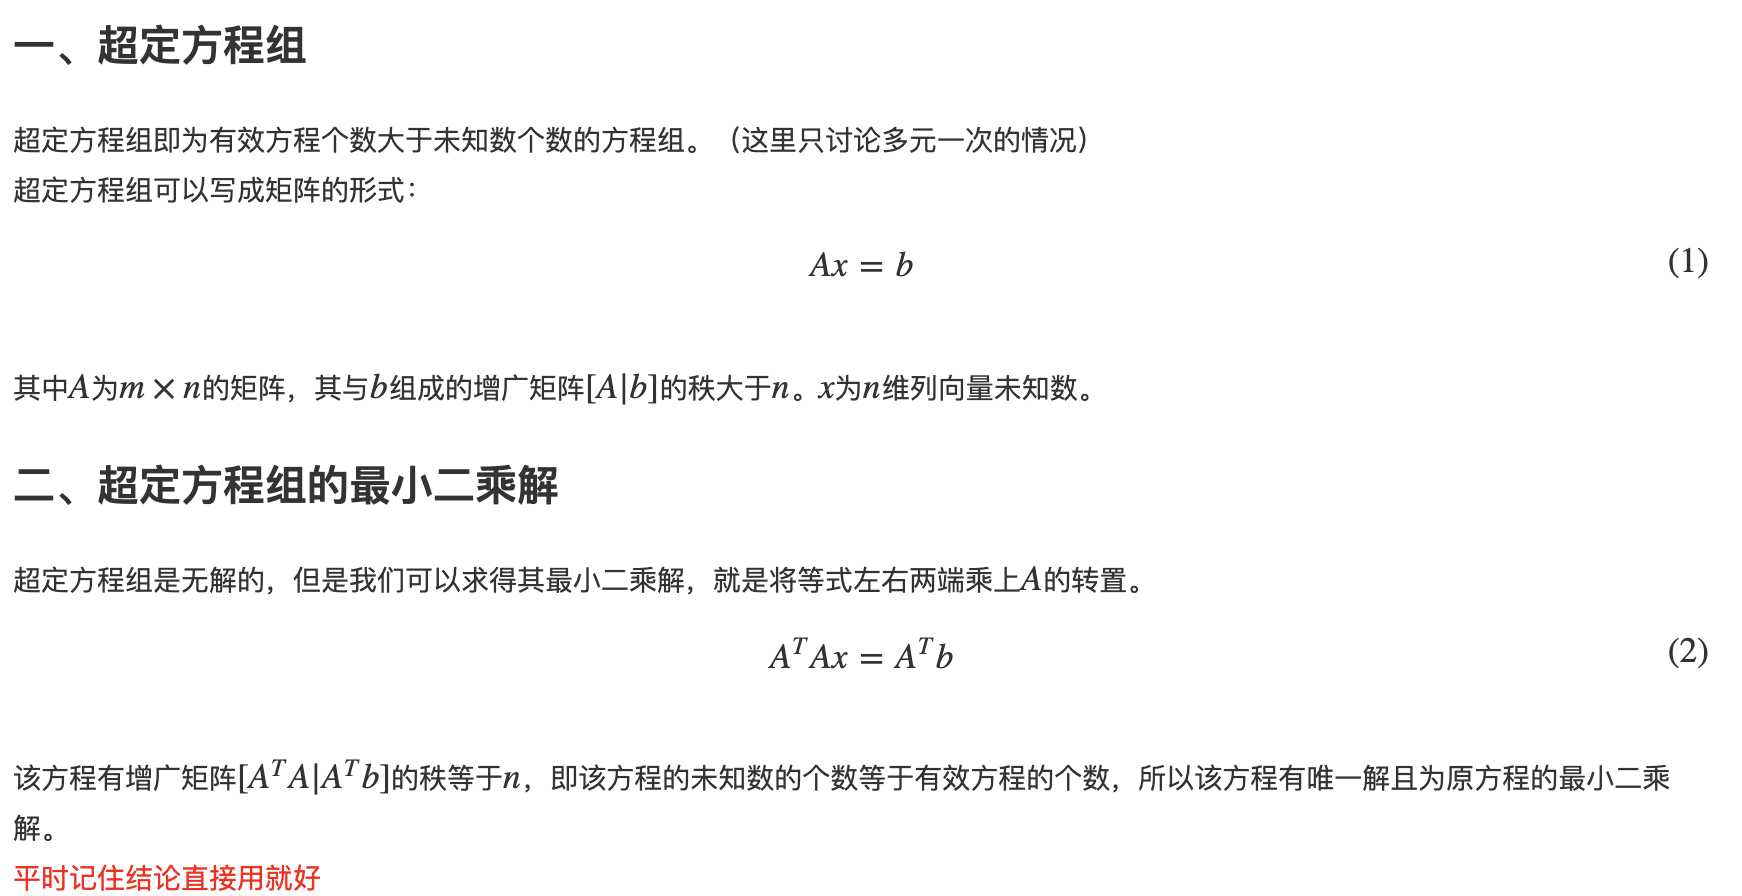 一、超定方程组
超定方程组即为有效方程个数大于未知数个数的方程组。（这里只讨论多元一次的情况）
超定方程组可以写成矩阵的形式：
Ax = b (1)
其中A为m × n的矩阵，其与b组成的增广矩阵[A|b]的秩大于n。x为n维列向量未知数。
二、超定方程组的最小二乘解
超定方程组是无解的，但是我们可以求得其最小二乘解，就是将等式左右两端乘上A的转置。
A^T Ax = A^T b (2)
该方程有增广矩阵[A^T A|A^T b]的秩等于n，即该方程的未知数的个数等于有效方程的个数，所以该方程有唯一解且为原方程的最小二乘
解。
平时记住结论直接用就好